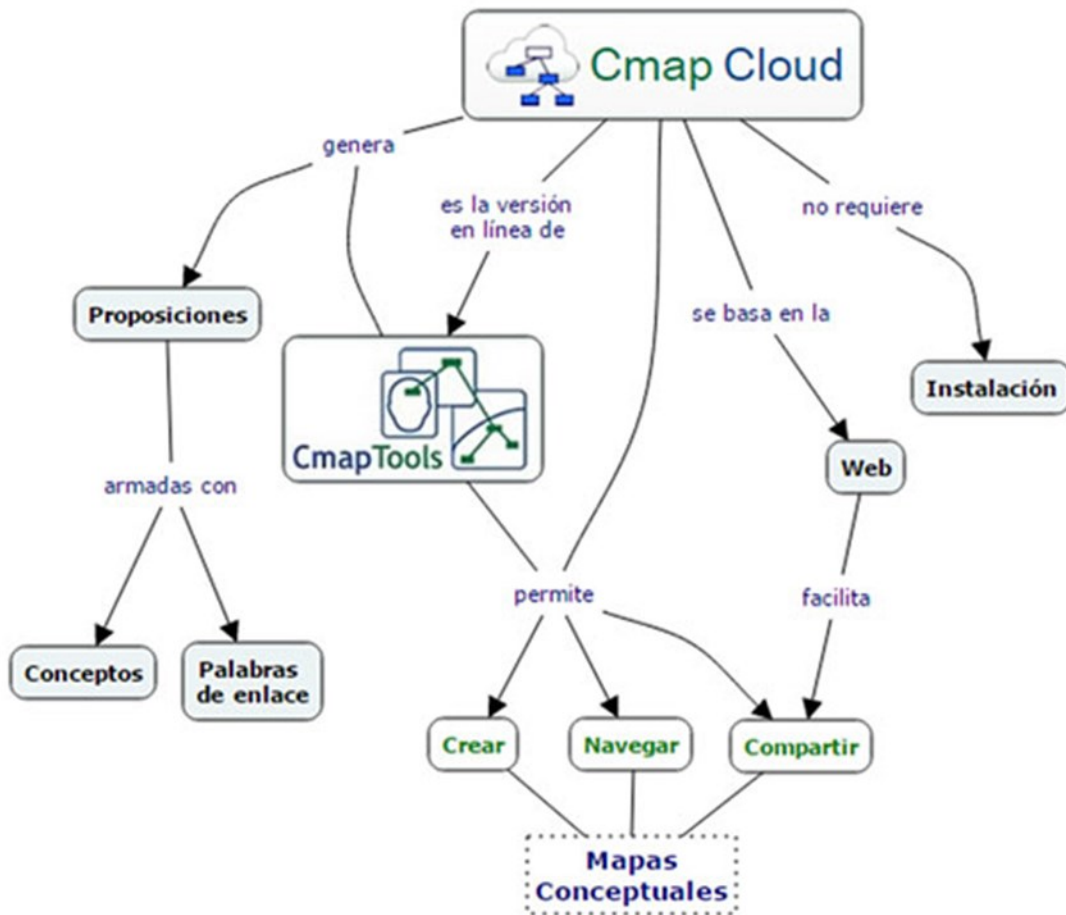 Cmap Cloud
genera
es la versión
en línea de
no requiere
Proposiciones
se basa en la
Instalación
CmapTools
Web
armadas con
permite
facilita
Conceptos
Palabras
de enlace
Crear
Navegar
Compartir
Mapas
Conceptuales